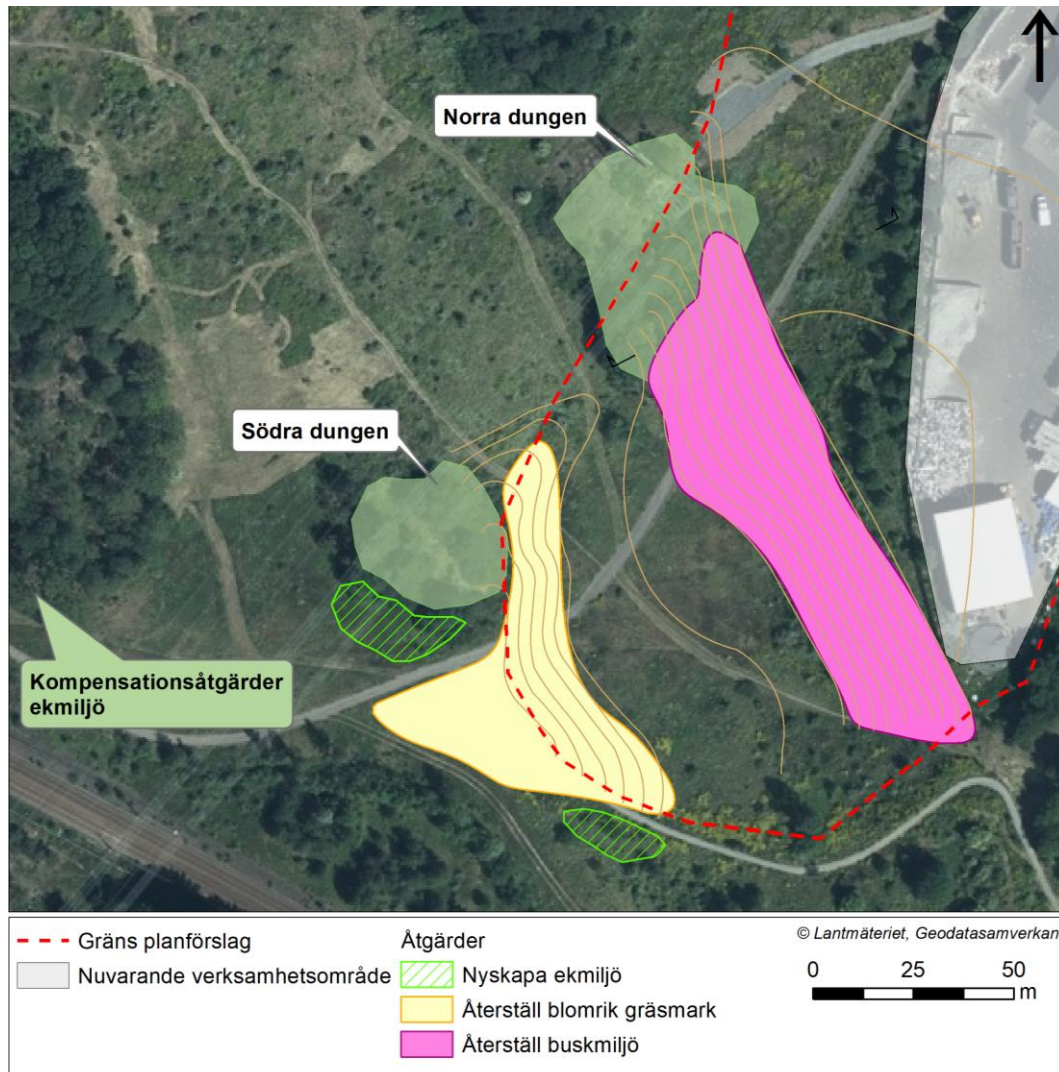 Norra dungen
Södra dungen
Kompensationsåtgärder
ekmiljö
Gräns planförslag
Nuvarande verksamhetsområde
Åtgärder
Nyskapa ekmiljö
Återställ blomrik gräsmark
Återställ buskmiljö
© Lantmäteriet, Geodatasamverkan
0 25 50
m